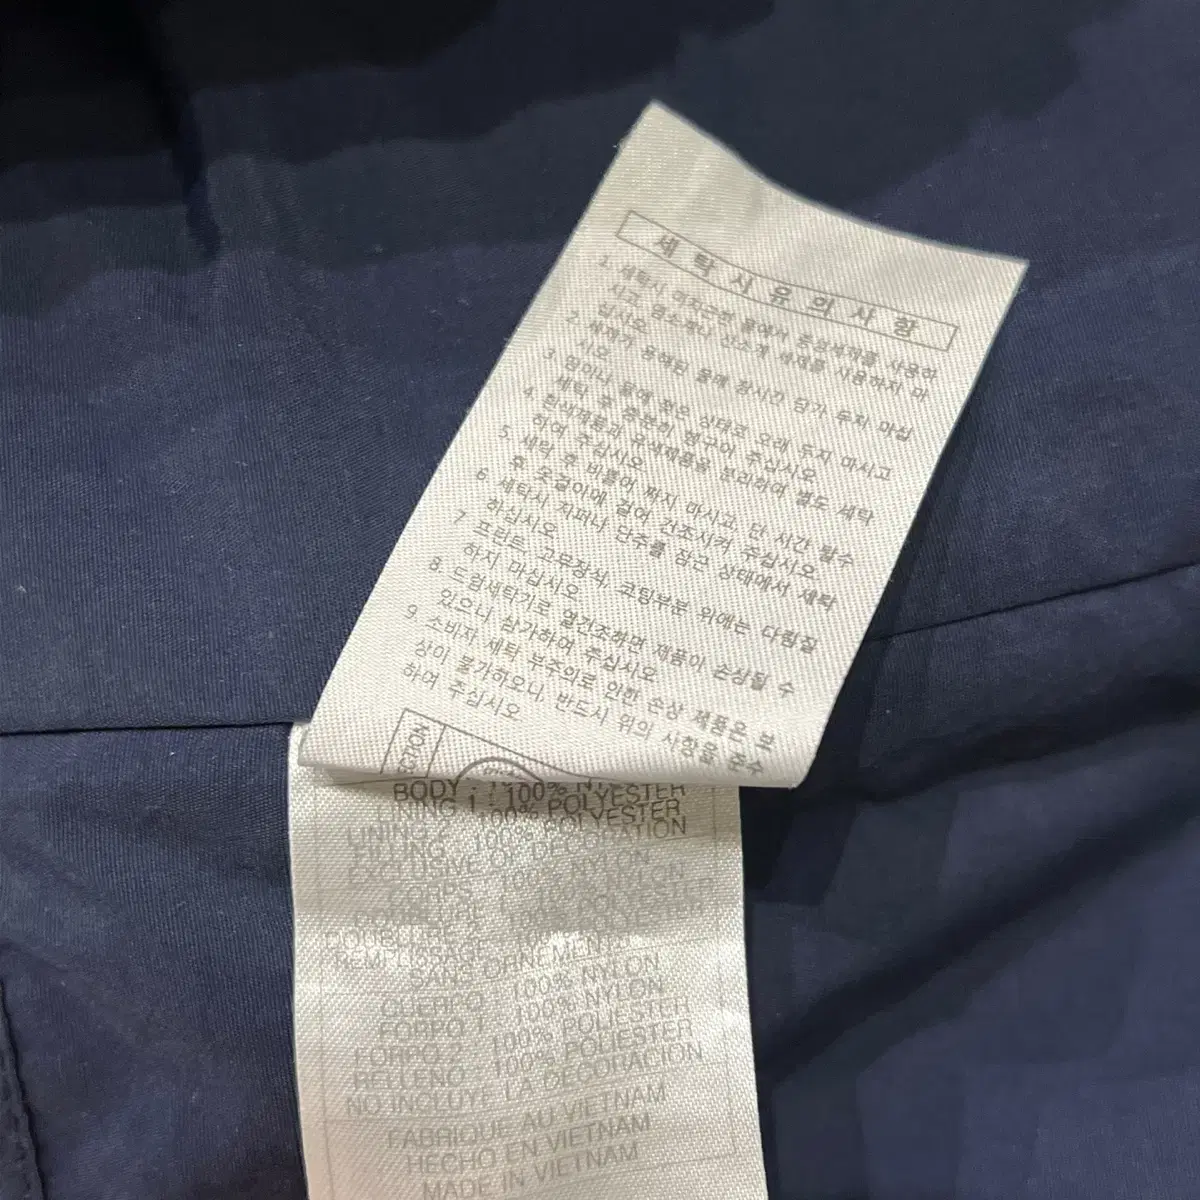 세탁시유의사항
1. 세탁시 미지근한 물에서 중성세제를 사용하
시고 염소계나 산소계 세제를 사용하지 마
십시오
2. 세제가 용해된 물에 장시간 담가 두지 마십
시오
3 땀이나 물에 젖은 상태로 오래 두지 마시고
세탁 후 충분히 헹구어 주십시오
4. 흰색제품과 유색제품을 분리하여 별도 세탁
하여 주십시오
5. 세탁 후 비틀어 짜지 마시고, 단 시간 탈수
후 옷걸이에 걸어 건조시켜 주십시오
6 세탁시 지퍼나 단추를 잠근 상태에서 세탁
하십시오
7 프린트, 고무장식, 코팅부분 위에는 다림질
하지 마십시오
8 드럼세탁기로 열건조하면 제품이 손상될 수
있으니 삼가하여 주십시오
9 소비자 세탁 부주의로 인한 손상 제품은 보
상이 불가하오니, 반드시 위의 사항을 준수
하여 주십시오
BODY : 100%
LINING 1 : 100% POLYESTER
LINING 2 : 100% POLYESTER
FILLING
EXCLUSIVE OF DECORATION
CORPS : 100% NYLON
DOUBLURE 1 : 100% NYLON
DOUBLURE 2 : 100% POLYESTER
REMPLISSAGE
SANS ORNEMENTS
CUERPO : 100% NYLON
FORPO 1 : 100% NYLON
FORPO 2 : 100% POLIESTER
RELLENO : 100% POLIESTER
NO INCLUYE LA DECORACION
FABRIQUE AU VIETNAM
HECHO EN VIETNAM
MADE IN VIETNAM